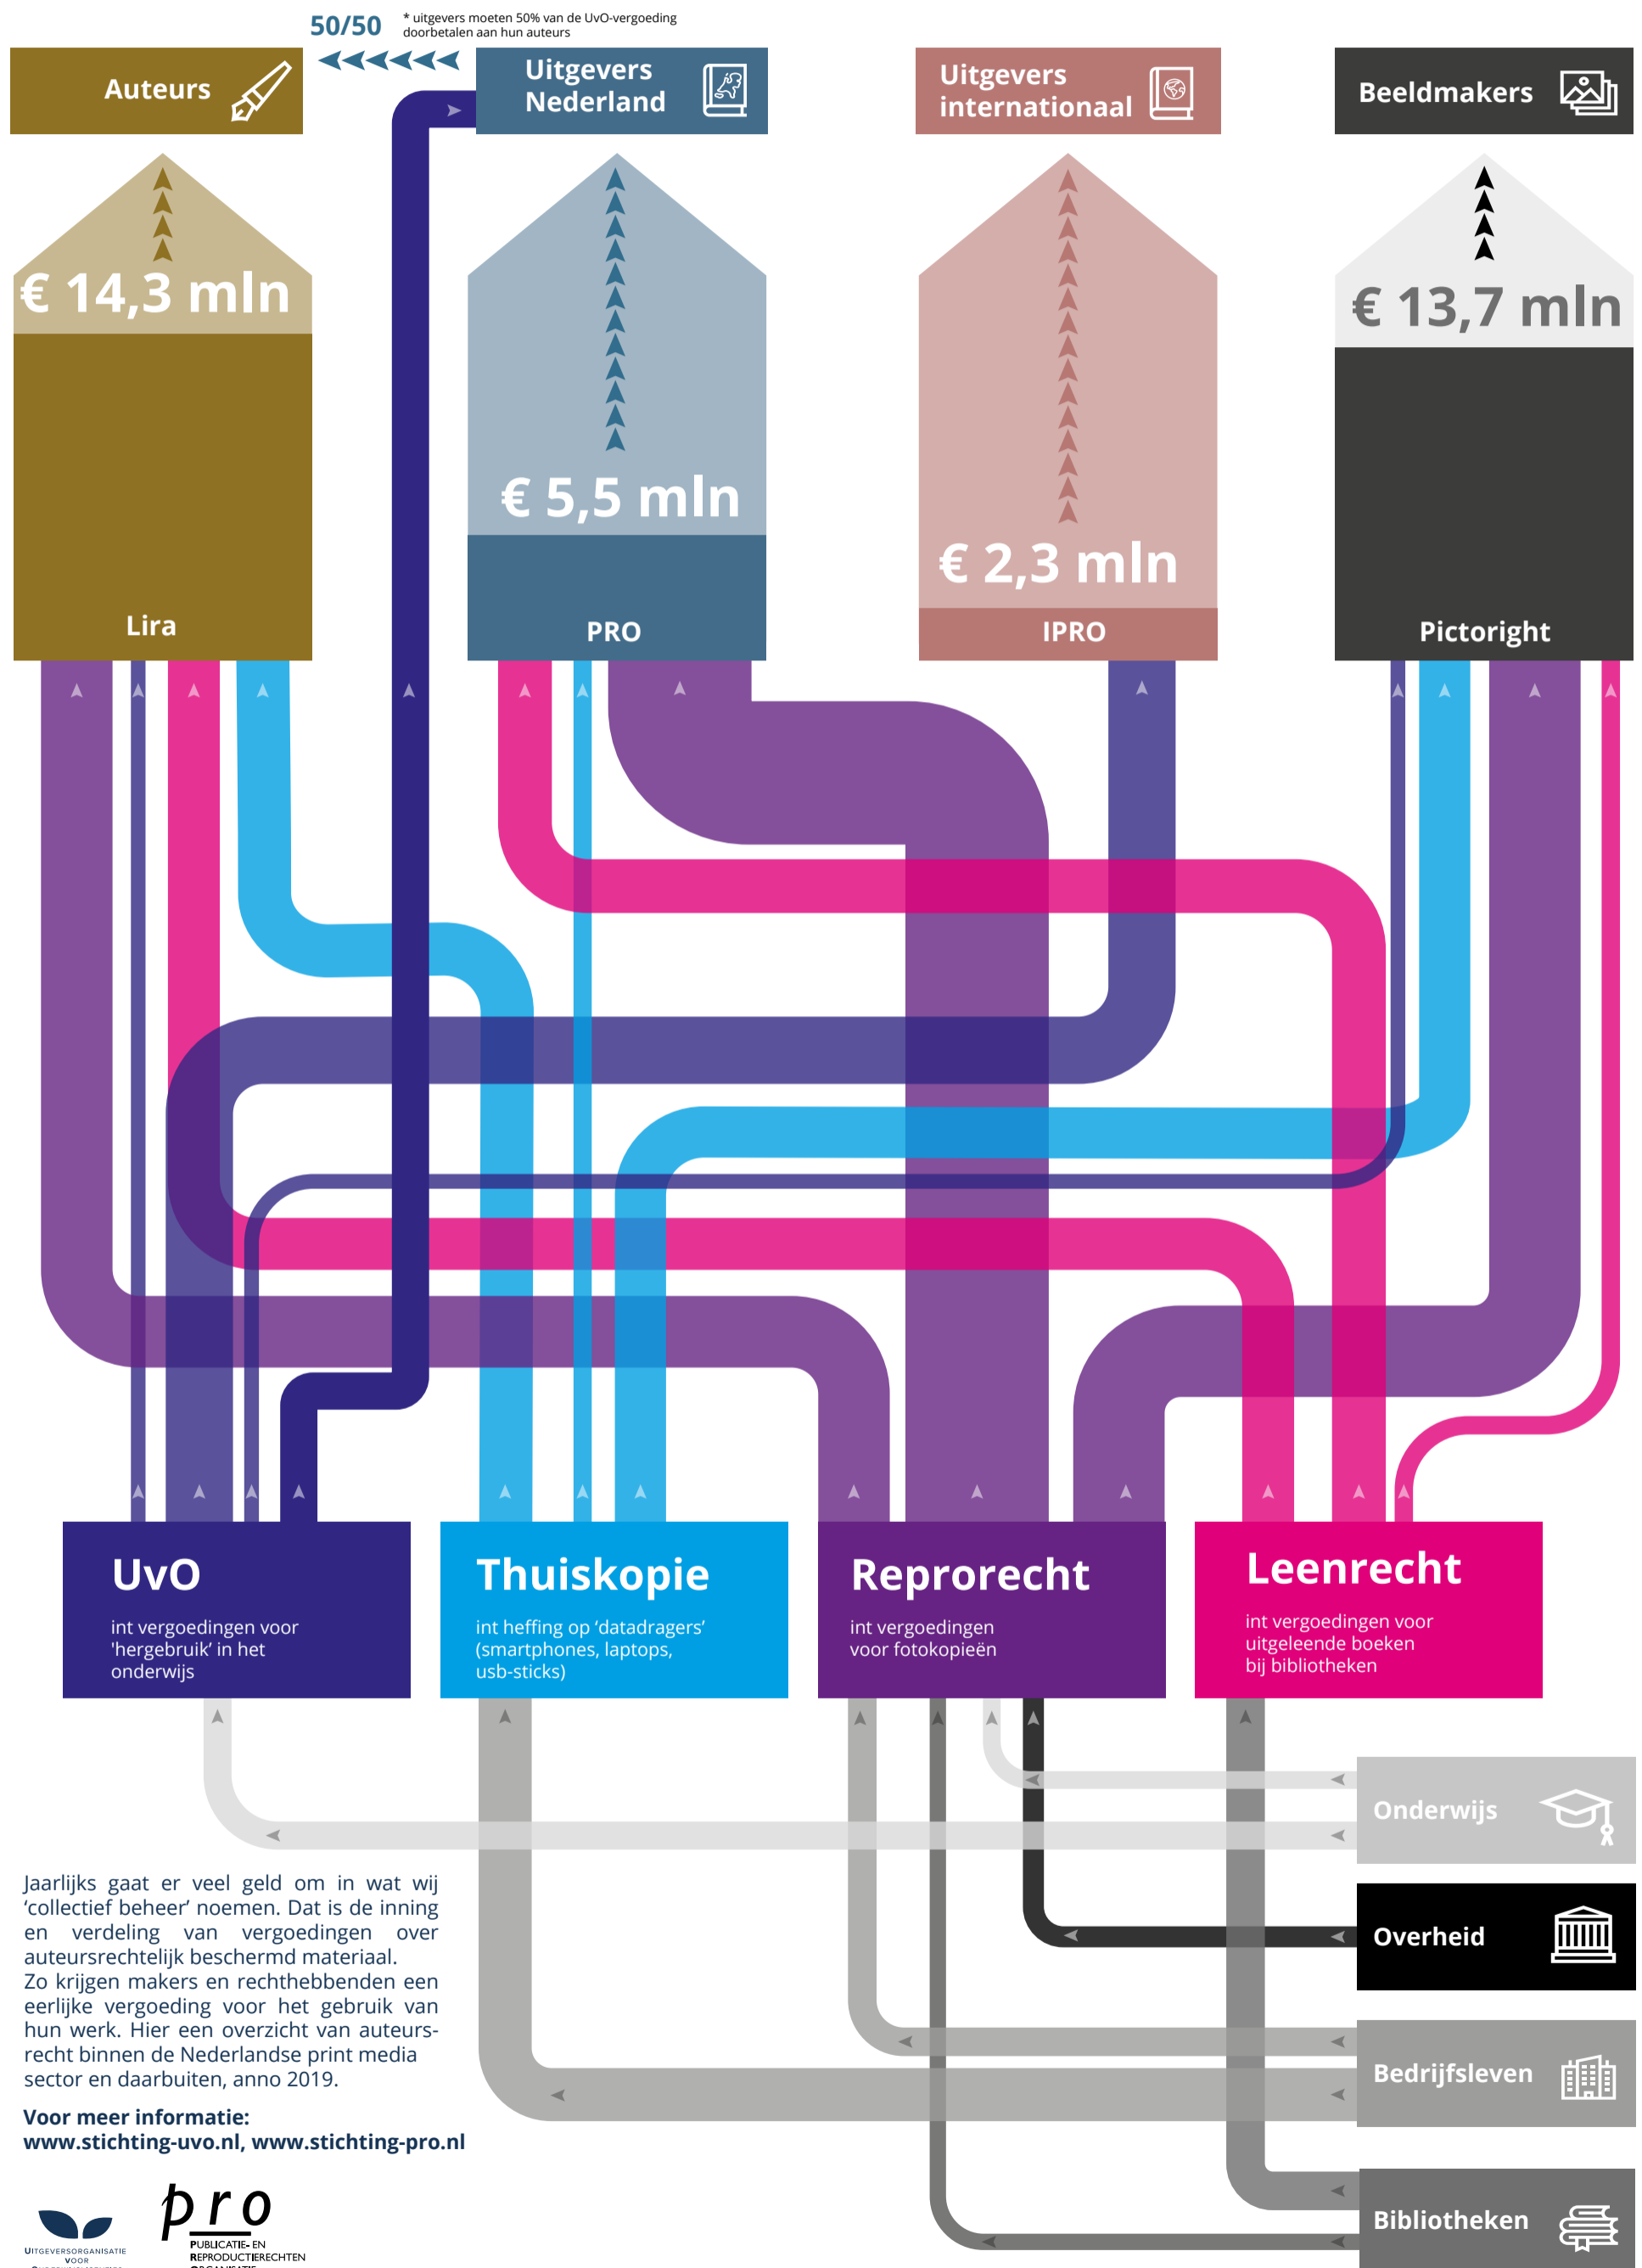 50/50
* uitgevers moeten 50% van de UvO-vergoeding
doorbetalen aan hun auteurs
Auteurs
Uitgevers
Nederland
Uitgevers
internationaal
Beeldmakers
€ 14,3 mln
€ 5,5 mln
€ 2,3 mln
€ 13,7 mln
Lira
PRO
IPRO
Pictoright
UvO
int vergoedingen voor
'hergebruik' in het
onderwijs
Thuiskopie
int heffing op ‘datadragers’
(smartphones, laptops,
usb-sticks)
Reprorecht
int vergoedingen
voor fotokopieën
Leenrecht
int vergoedingen voor
uitgeleende boeken
bij bibliotheken
Onderwijs
Overheid
Bedrijfsleven
Bibliotheken
Jaarlijks gaat er veel geld om in wat wij
‘collectief beheer’ noemen. Dat is de inning
en verdeling van vergoedingen over
auteursrechtelijk beschermd materiaal.
Zo krijgen makers en rechthebbenden een
eerlijke vergoeding voor het gebruik van
hun werk. Hier een overzicht van auteurs-
recht binnen de Nederlandse print media
sector en daarbuiten, anno 2019.
Voor meer informatie:
www.stichting-uvo.nl, www.stichting-pro.nl
UITGEVERSORGANISATIE
VOOR
pro
PUBLICATIE- EN
REPRODUCTIERECHTEN